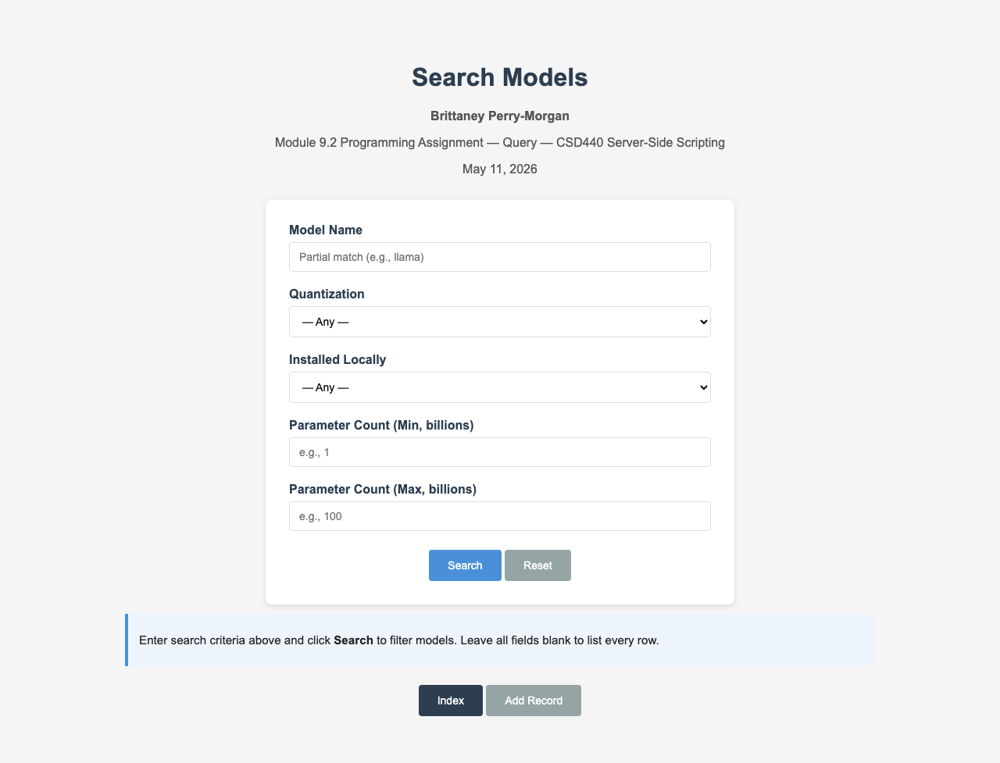 Search Models
Brittaney Perry-Morgan
Module 9.2 Programming Assignment — Query — CSD440 Server-Side Scripting
May 11, 2026
Model Name
Partial match (e.g., llama)
Quantization
— Any —
Installed Locally
— Any —
Parameter Count (Min, billions)
e.g., 1
Parameter Count (Max, billions)
e.g., 100
Search Reset
Enter search criteria above and click Search to filter models. Leave all fields blank to list every row.
Index Add Record